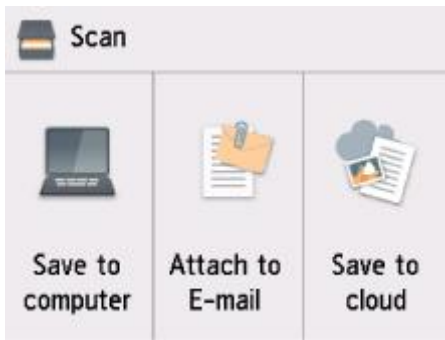 Scan
Save to
computer
Attach to
E-mail
Save to
cloud